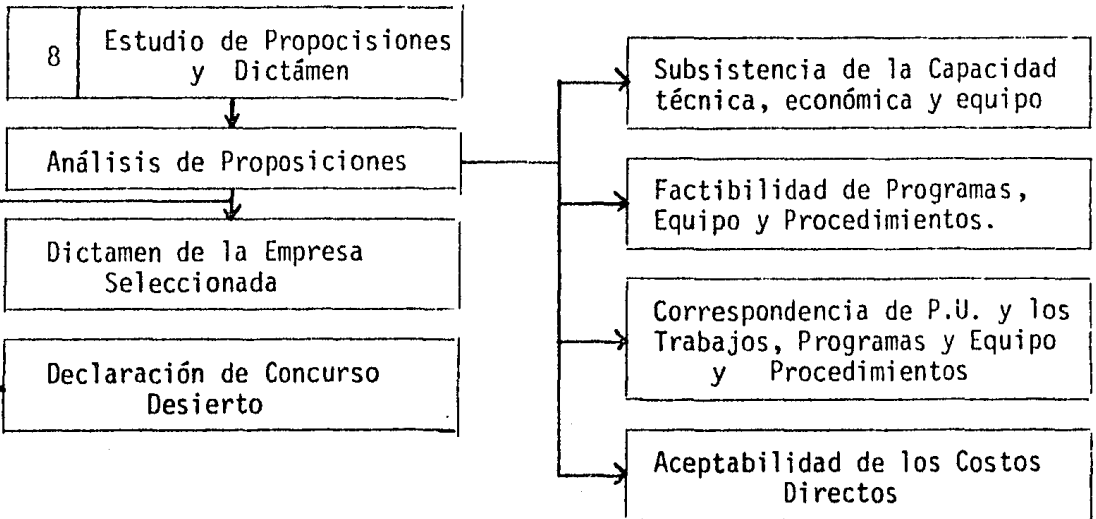 8
Estudio de Propocisiones
y Dictámen
Análisis de Proposiciones
Dictamen de la Empresa
Seleccionada
Declaración de Concurso
Desierto
Subsistencia de la Capacidad
técnica, económica y equipo
Factibilidad de Programas,
Equipo y Procedimientos.
Correspondencia de P.U. y los
Trabajos, Programas y Equipo
y Procedimientos
Aceptabilidad de los Costos
Directos